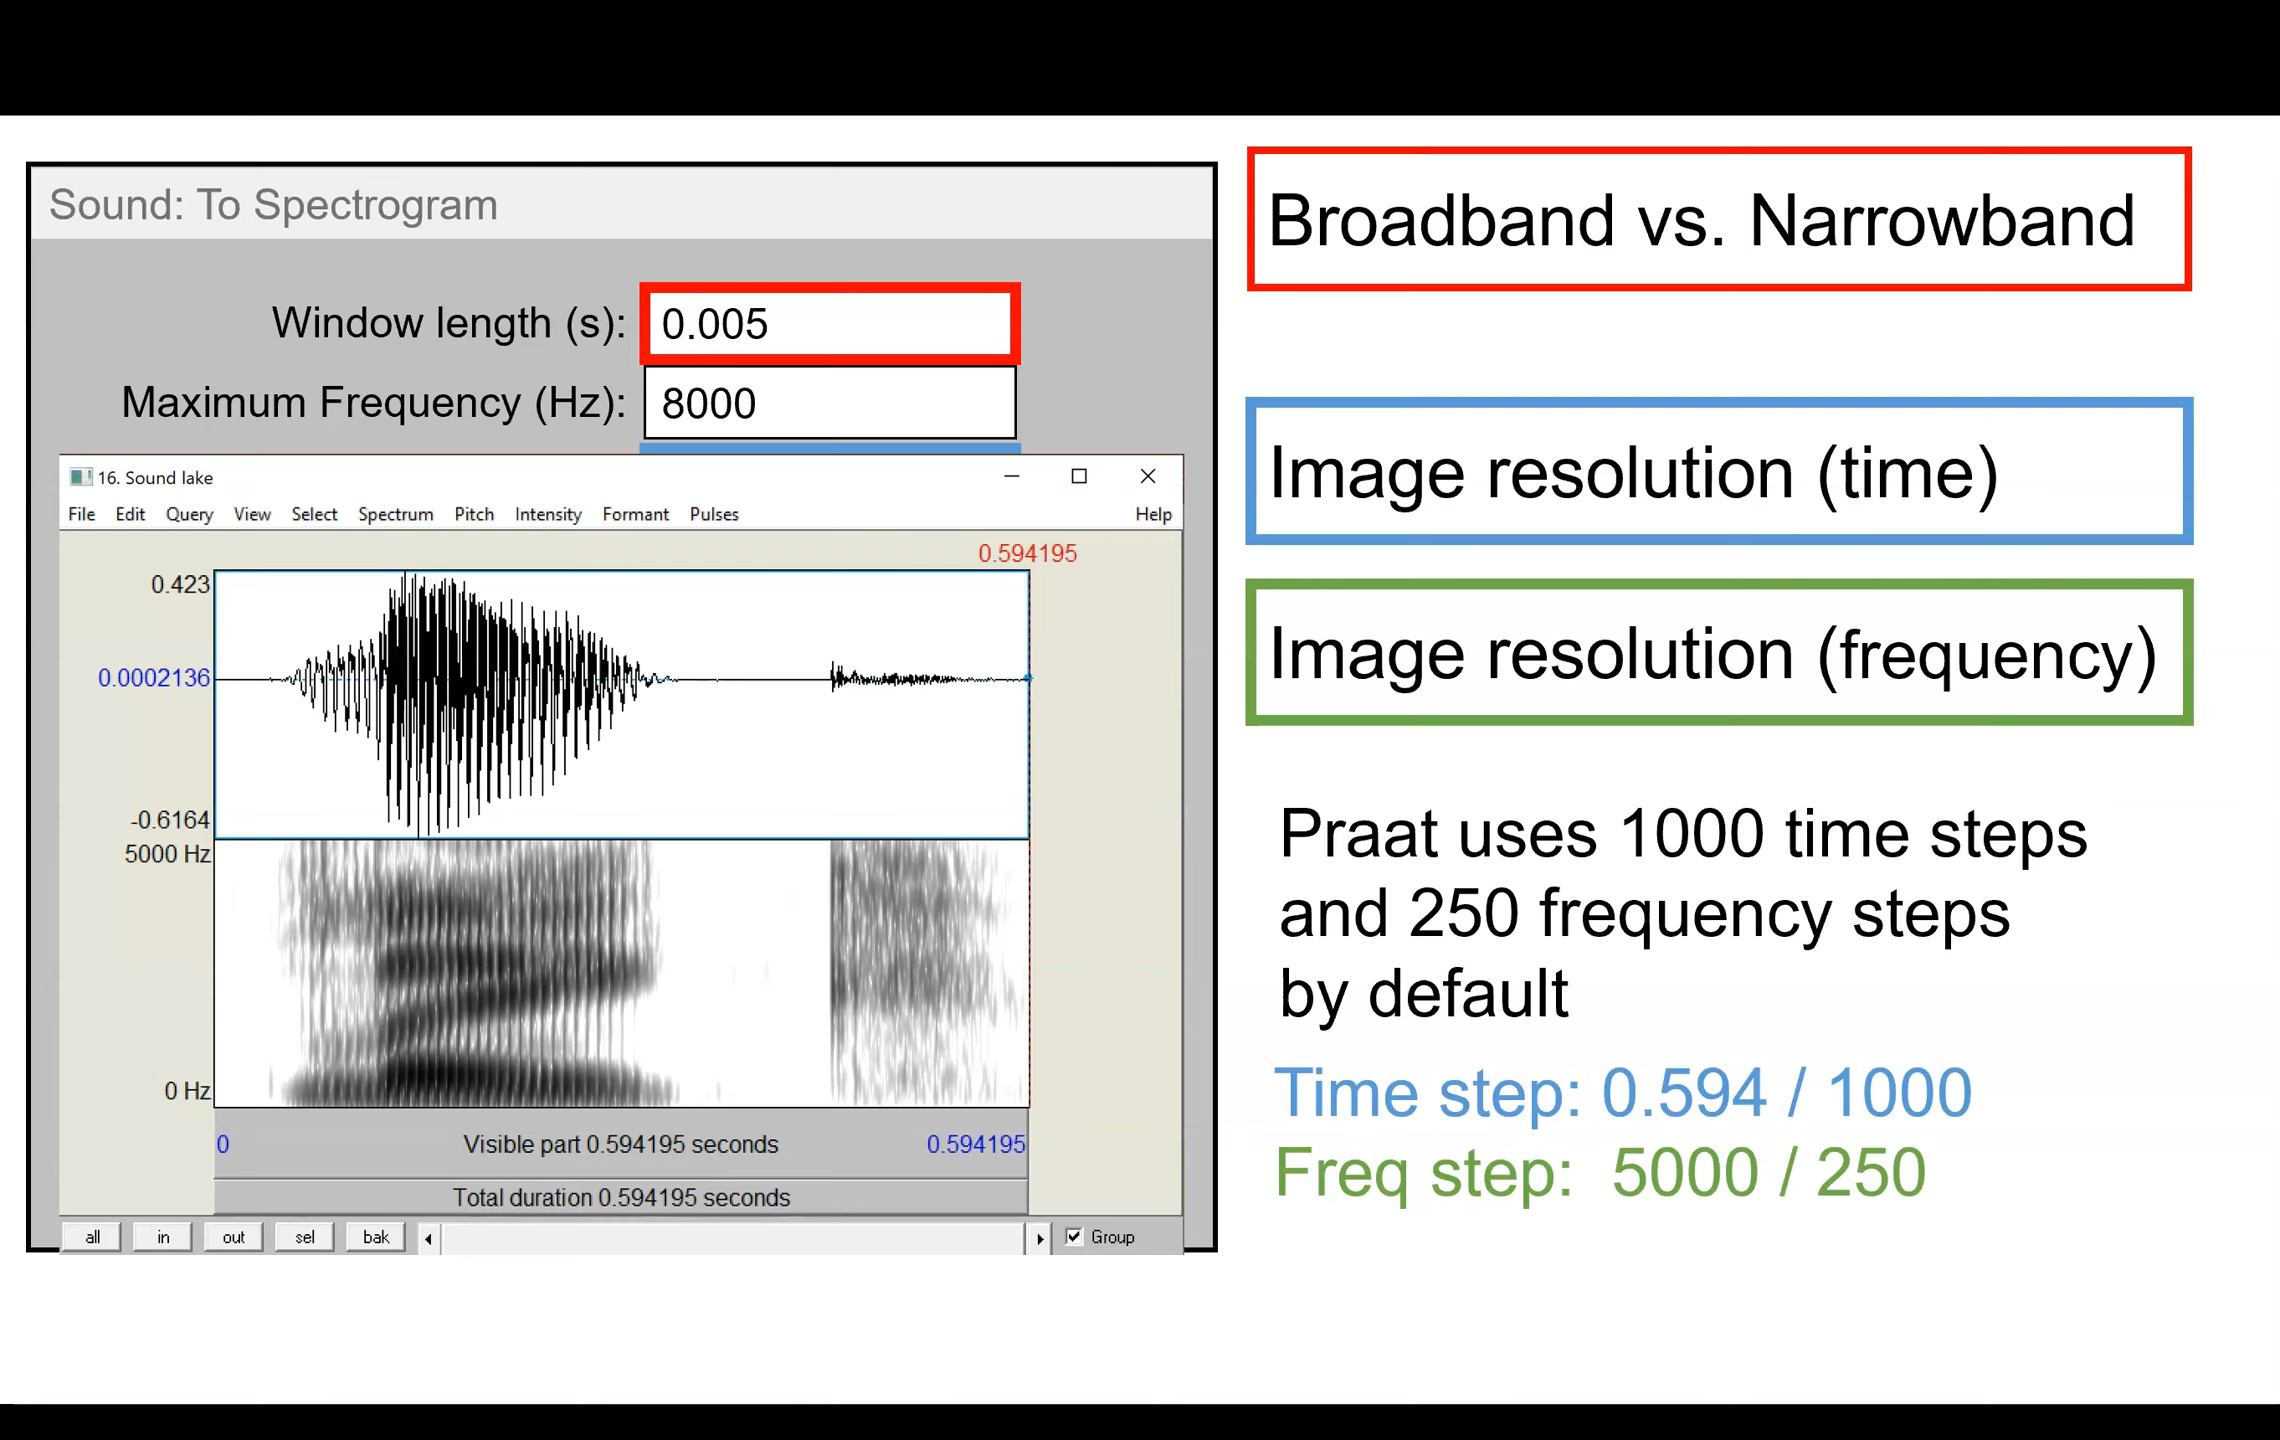 Sound: To Spectrogram
Window length (s): 0.005
Maximum Frequency (Hz): 8000
16. Sound lake
File Edit Query View Select Spectrum Pitch Intensity Formant Pulses Help
0.594195
0.423
0.0002136
-0.6164
5000 Hz
0 Hz
0 Visible part 0.594195 seconds 0.594195
Total duration 0.594195 seconds
all in out sel bak Group
Broadband vs. Narrowband
Image resolution (time)
Image resolution (frequency)
Praat uses 1000 time steps
and 250 frequency steps
by default
Time step: 0.594 / 1000
Freq step: 5000 / 250